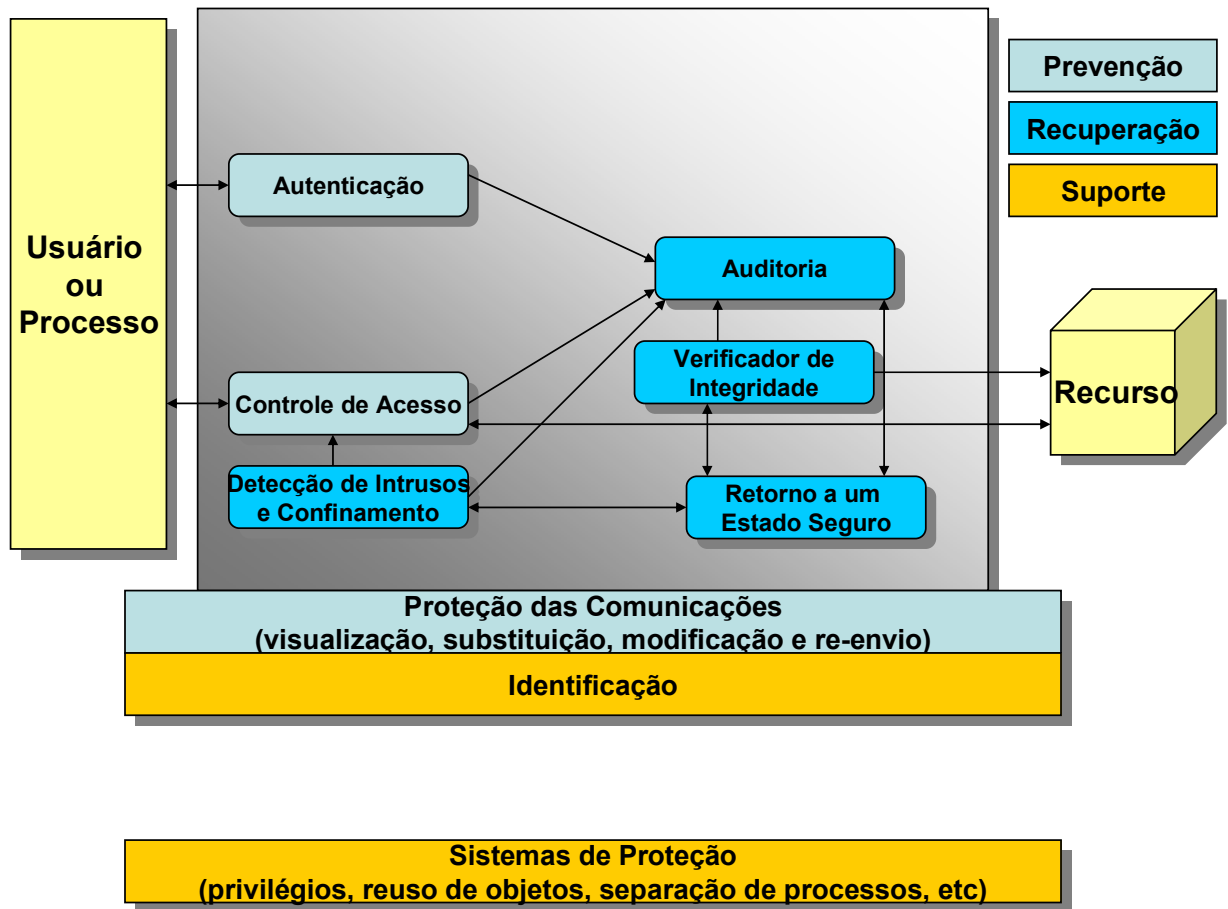 Prevenção
Recuperação
Suporte
Usuário
ou
Processo
Autenticação
Auditoria
Verificador de
Integridade
Controle de Acesso
Recurso
Detecção de Intrusos
e Confinamento
Retorno a um
Estado Seguro
Proteção das Comunicações
(visualização, substituição, modificação e re-envio)
Identificação
Sistemas de Proteção
(privilégios, reuso de objetos, separação de processos, etc)